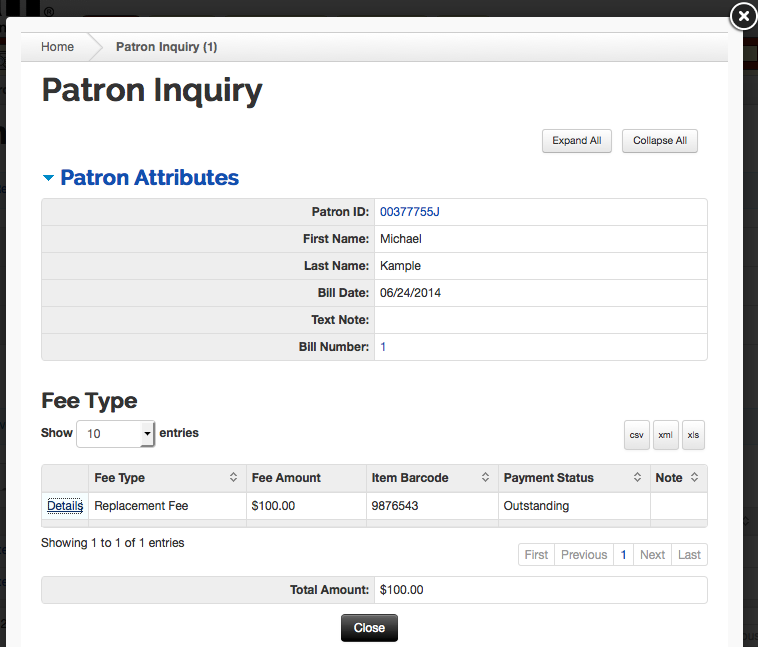 Home Patron Inquiry (1)
Patron Inquiry
Expand All Collapse All
Patron Attributes
Patron ID: 00377755J
First Name: Michael
Last Name: Kample
Bill Date: 06/24/2014
Text Note:
Bill Number: 1
Fee Type
Show 10 entries csv xml xls
Fee Type Fee Amount Item Barcode Payment Status Note
Details Replacement Fee $100.00 9876543 Outstanding
Showing 1 to 1 of 1 entries
First Previous 1 Next Last
Total Amount: $100.00
Close